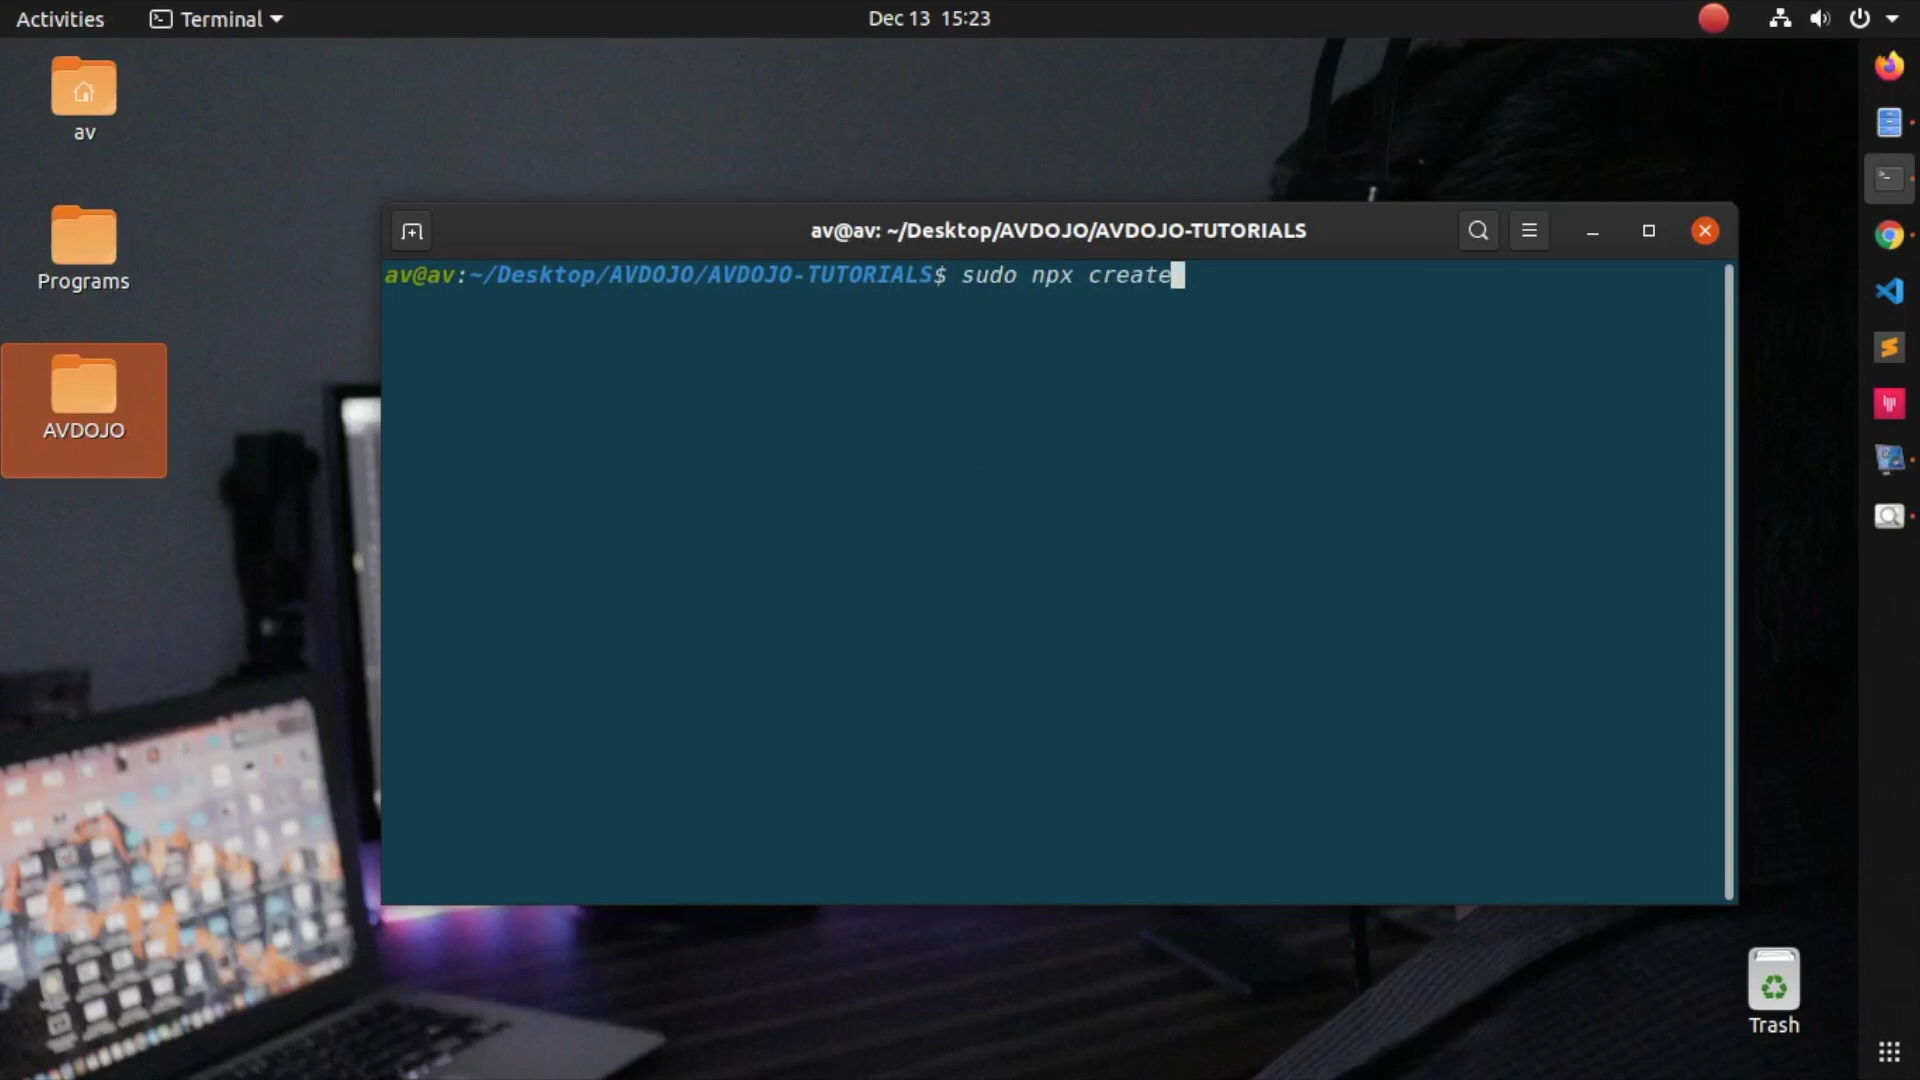 Activities
Terminal
Dec 13 15:23
av
Programs
AVDOJO
av@av: ~/Desktop/AVDOJO/AVDOJO-TUTORIALS
av@av:~/Desktop/AVDOJO/AVDOJO-TUTORIALS$ sudo npx create
Trash